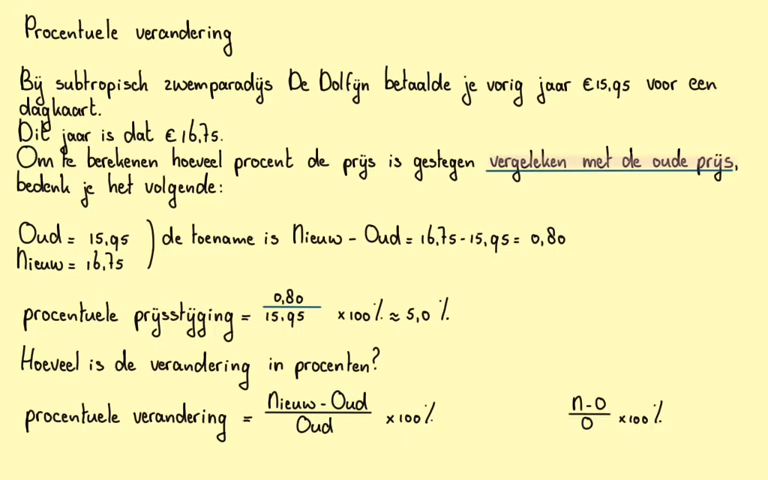 Procentuele verandering
Bij subtropisch zwemparadijs De Dolfijn betaalde je vorig jaar €15,95 voor een
dagkaart.
Dit jaar is dat €16,75.
Om te berekenen hoeveel procent de prijs is gestegen vergeleken met de oude prijs,
bedenk je het volgende:
Oud = 15,95 ) de toename is Nieuw - Oud = 16,75 - 15,95 = 0,80
Nieuw = 16,75
procentuele prijsstijging = 0,80 / 15,95 × 100% ≈ 5,0 %
Hoeveel is de verandering in procenten?
procentuele verandering = Nieuw - Oud / Oud × 100% n - O / O × 100%